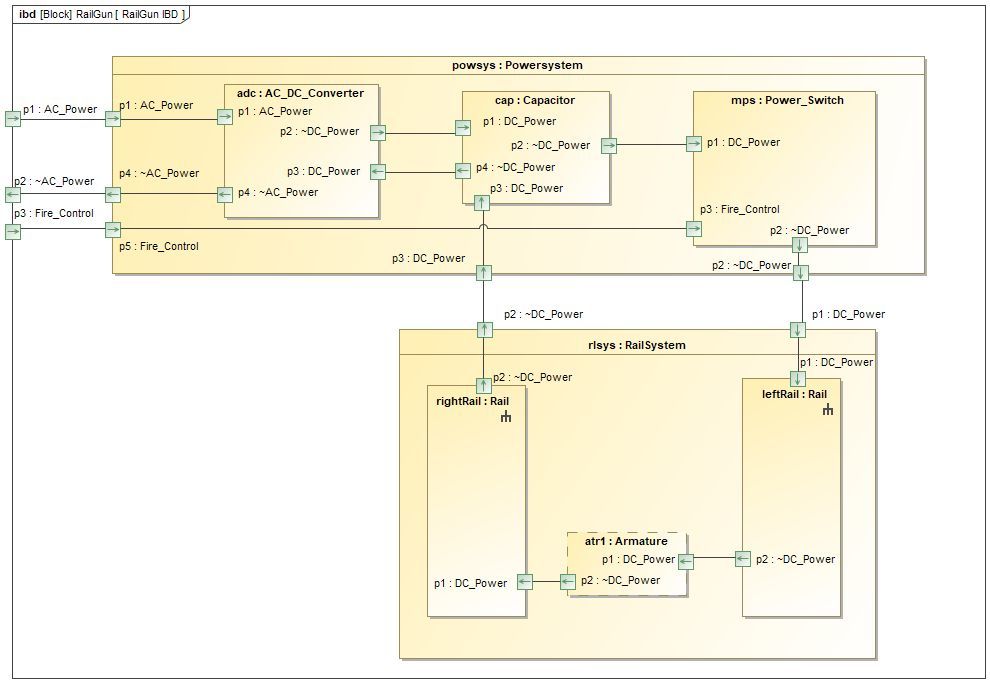 ibd [Block] RailGun [ RailGun IBD ]
powsys : Powersystem
adc : AC_DC_Converter
cap : Capacitor
mps : Power_Switch
p1 : AC_Power
p1 : AC_Power
p1 : AC_Power
p2 : ~DC_Power
p1 : DC_Power
p2 : ~DC_Power
p1 : DC_Power
p2 : ~AC_Power
p4 : ~AC_Power
p3 : DC_Power
p4 : ~AC_Power
p4 : ~DC_Power
p3 : DC_Power
p3 : Fire_Control
p5 : Fire_Control
p3 : Fire_Control
p2 : ~DC_Power
p3 : DC_Power
p2 : ~DC_Power
p2 : ~DC_Power
p1 : DC_Power
rlsys : RailSystem
p2 : ~DC_Power
p1 : DC_Power
rightRail : Rail
leftRail : Rail
atr1 : Armature
p1 : DC_Power
p2 : ~DC_Power
p1 : DC_Power
p2 : ~DC_Power